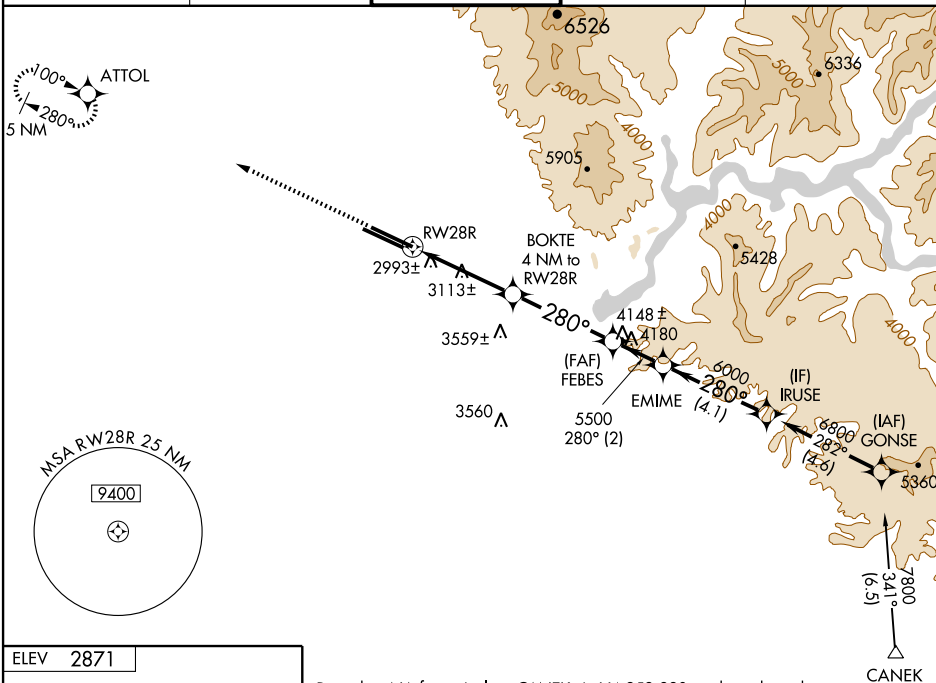 6526
6336
5000
5000
100°
ATTOL
280°
5 NM
4000
5905
4000
5428
RW28R
BOKTE
4 NM to
RW28R
2993±
3113±
280°
4148±
4180
3559±
4000
(FAF)
FEBES
6000
280°
(4.1)
(IF)
IRUSE
EMIME
5500
280° (2)
3560
6800
282°
(4.6)
(IAF)
GONSE
5360
MSA RW28R 25 NM
9400
7800
341°
(6.5)
CANEK
ELEV 2871